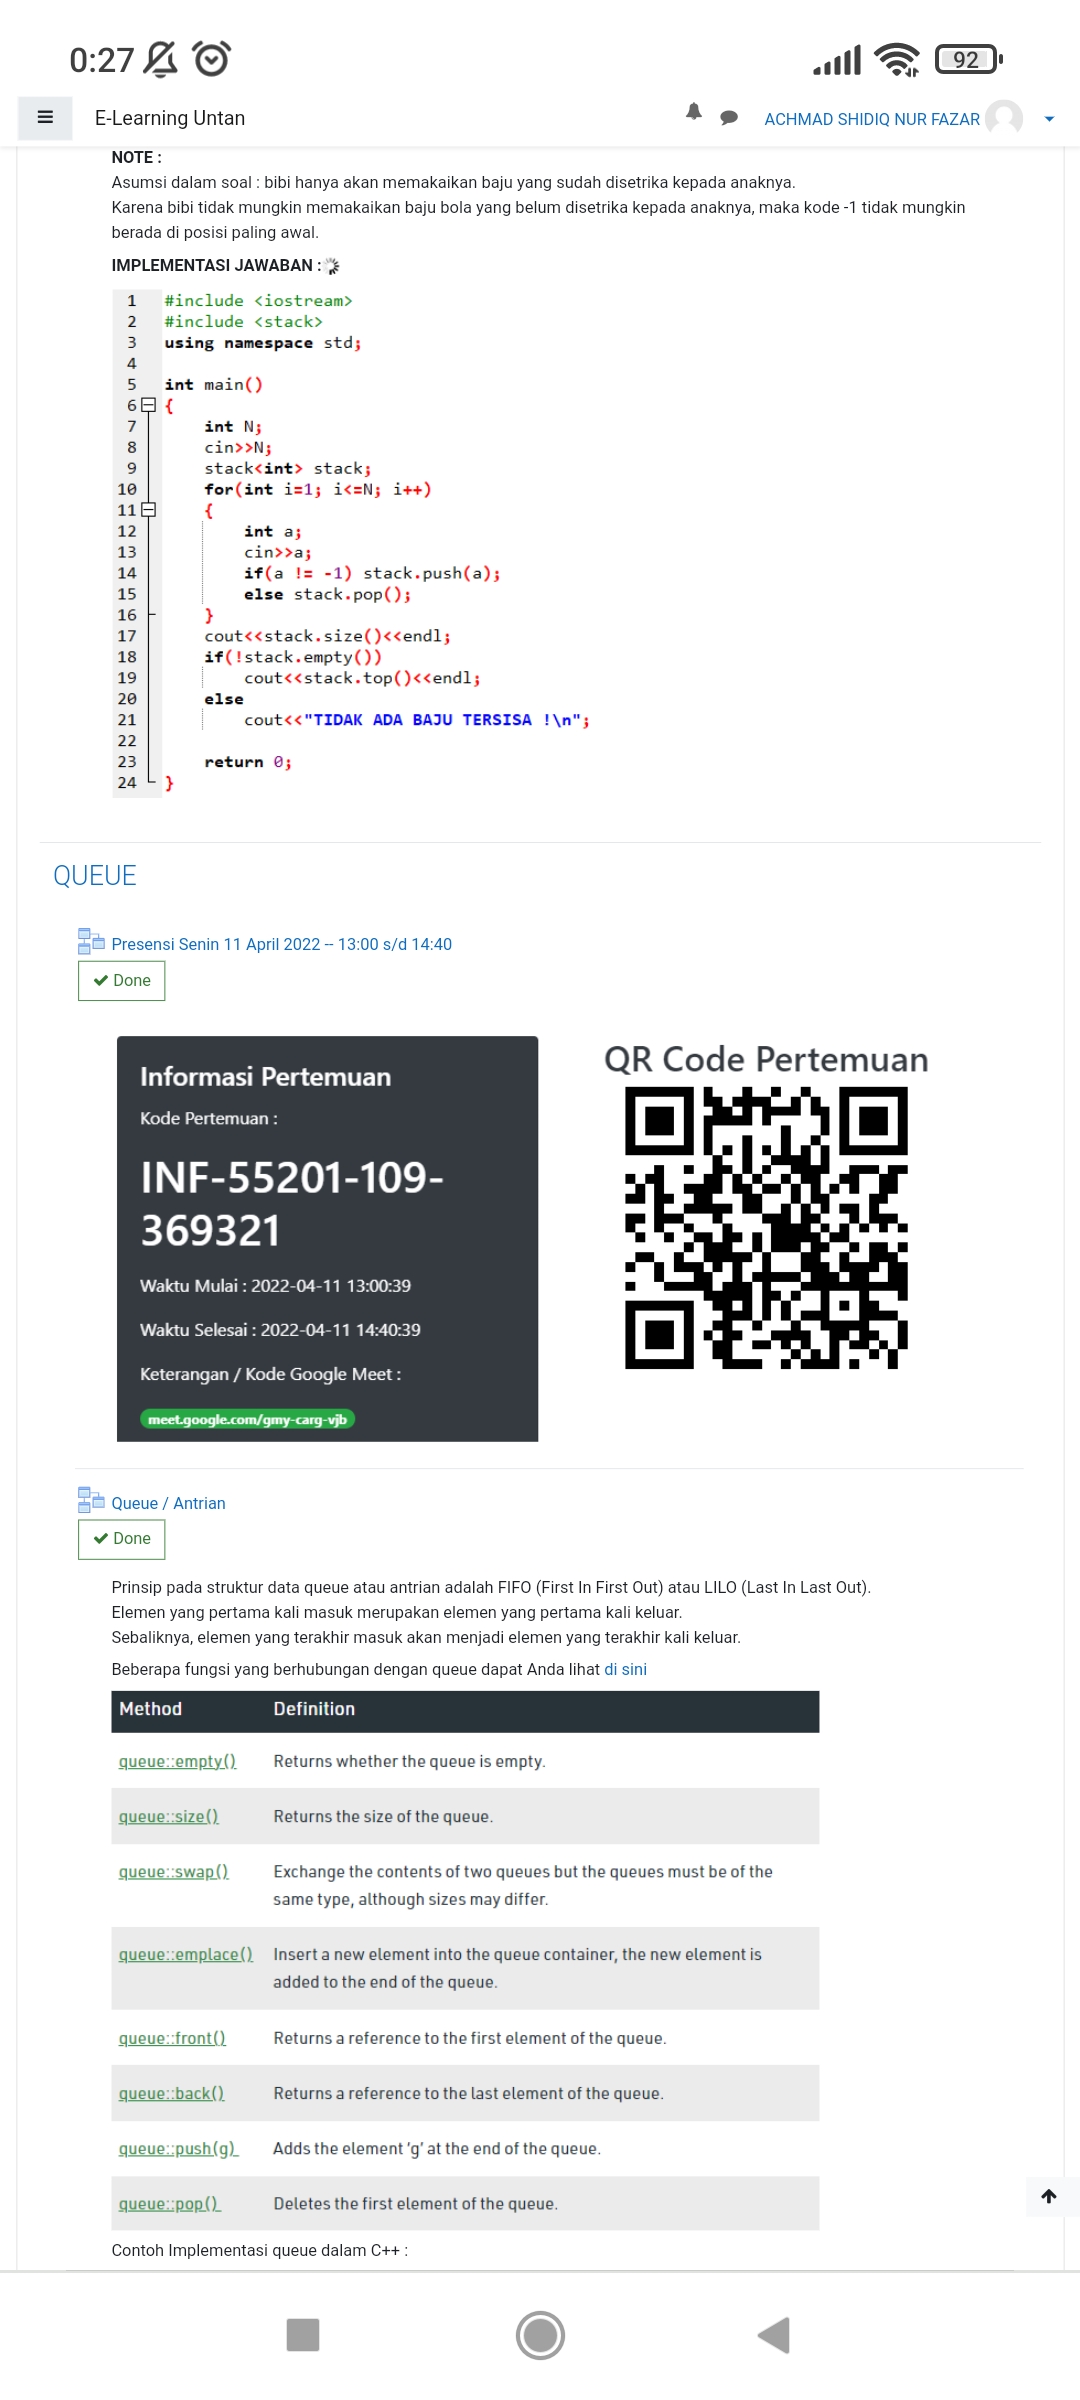 0:27
92
E-Learning Untan
ACHMAD SHIDIQ NUR FAZAR
NOTE :
Asumsi dalam soal : bibi hanya akan memakaikan baju yang sudah disetrika kepada anaknya.
Karena bibi tidak mungkin memakaikan baju bola yang belum disetrika kepada anaknya, maka kode -1 tidak mungkin
berada di posisi paling awal.
IMPLEMENTASI JAWABAN :
1 #include <iostream>
2 #include <stack>
3 using namespace std;
4
5 int main()
6 {
7 int N;
8 cin>>N;
9 stack<int> stack;
10 for(int i=1; i<=N; i++)
11 {
12 int a;
13 cin>>a;
14 if(a != -1) stack.push(a);
15 else stack.pop();
16 }
17 cout<<stack.size()<<endl;
18 if(!stack.empty())
19 cout<<stack.top()<<endl;
20 else
21 cout<<"TIDAK ADA BAJU TERSISA !\n";
22
23 return 0;
24 }
QUEUE
Presensi Senin 11 April 2022 -- 13:00 s/d 14:40
Done
Informasi Pertemuan
Kode Pertemuan :
INF-55201-109-
369321
Waktu Mulai : 2022-04-11 13:00:39
Waktu Selesai : 2022-04-11 14:40:39
Keterangan / Kode Google Meet :
meet.google.com/gmy-carg-vjb
QR Code Pertemuan
Queue / Antrian
Done
Prinsip pada struktur data queue atau antrian adalah FIFO (First In First Out) atau LILO (Last In Last Out).
Elemen yang pertama kali masuk merupakan elemen yang pertama kali keluar.
Sebaliknya, elemen yang terakhir masuk akan menjadi elemen yang terakhir kali keluar.
Beberapa fungsi yang berhubungan dengan queue dapat Anda lihat di sini
Method Definition
queue::empty() Returns whether the queue is empty.
queue::size() Returns the size of the queue.
queue::swap() Exchange the contents of two queues but the queues must be of the
same type, although sizes may differ.
queue::emplace() Insert a new element into the queue container, the new element is
added to the end of the queue.
queue::front() Returns a reference to the first element of the queue.
queue::back() Returns a reference to the last element of the queue.
queue::push(g) Adds the element 'g' at the end of the queue.
queue::pop() Deletes the first element of the queue.
Contoh Implementasi queue dalam C++ :